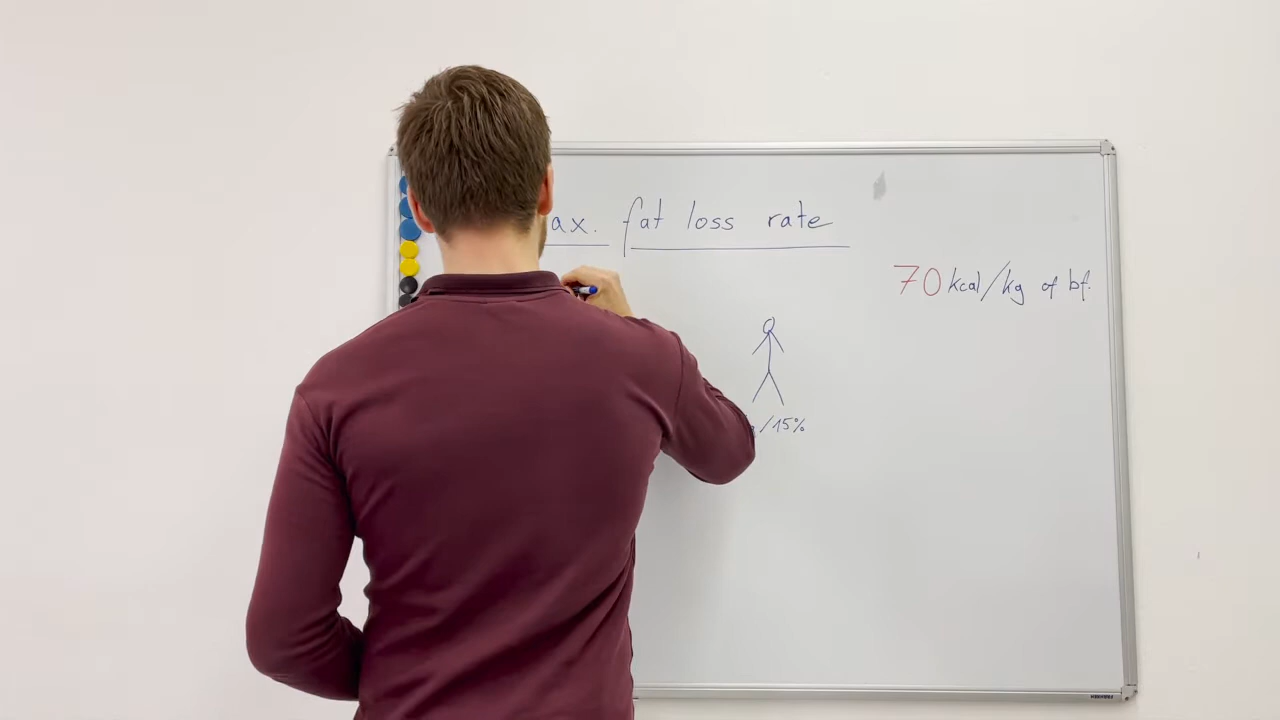 ax. fat loss rate
70 kcal/kg of bf.
/15%